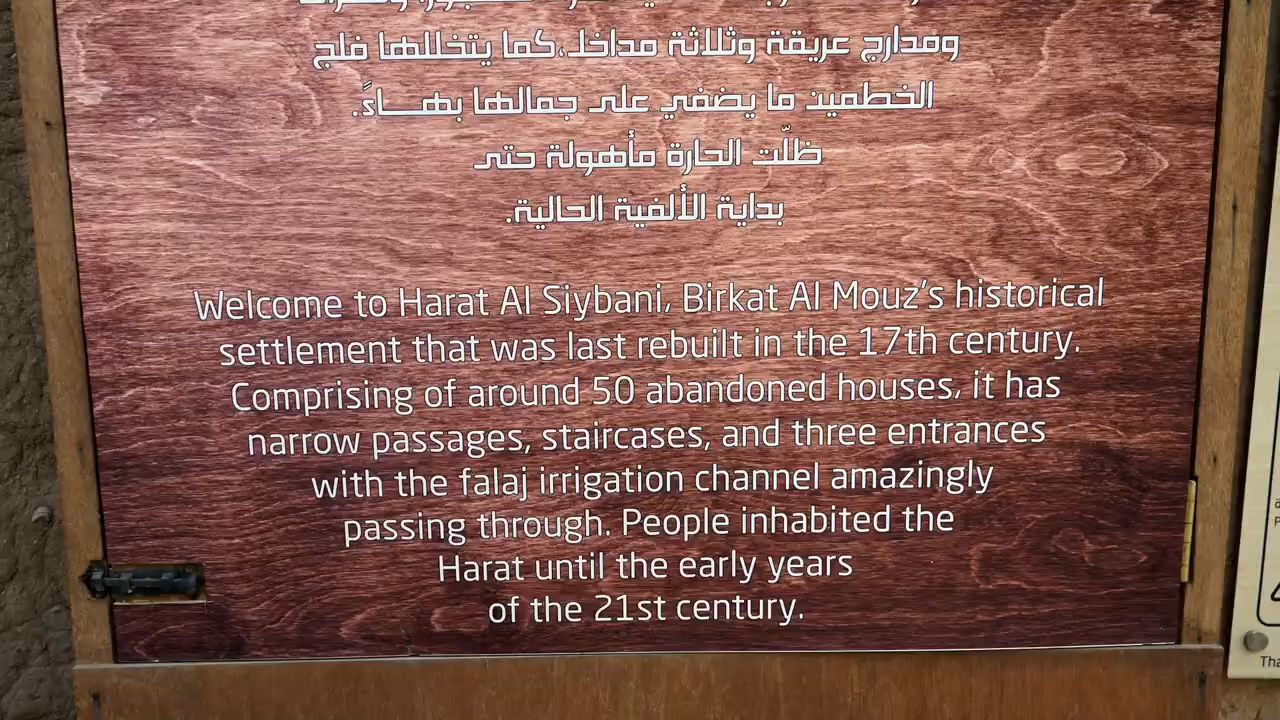 ومدارج عريقة وثلاثة مداخل، كما يتخللها فلج
الخطمين ما يضفي على جمالها بهـــاءً.
ظلّت الحارة مأهولة حتى
بداية الألفية الحالية.
Welcome to Harat Al Siybani, Birkat Al Mouz's historical
settlement that was last rebuilt in the 17th century.
Comprising of around 50 abandoned houses, it has
narrow passages, staircases, and three entrances
with the falaj irrigation channel amazingly
passing through. People inhabited the
Harat until the early years
of the 21st century.